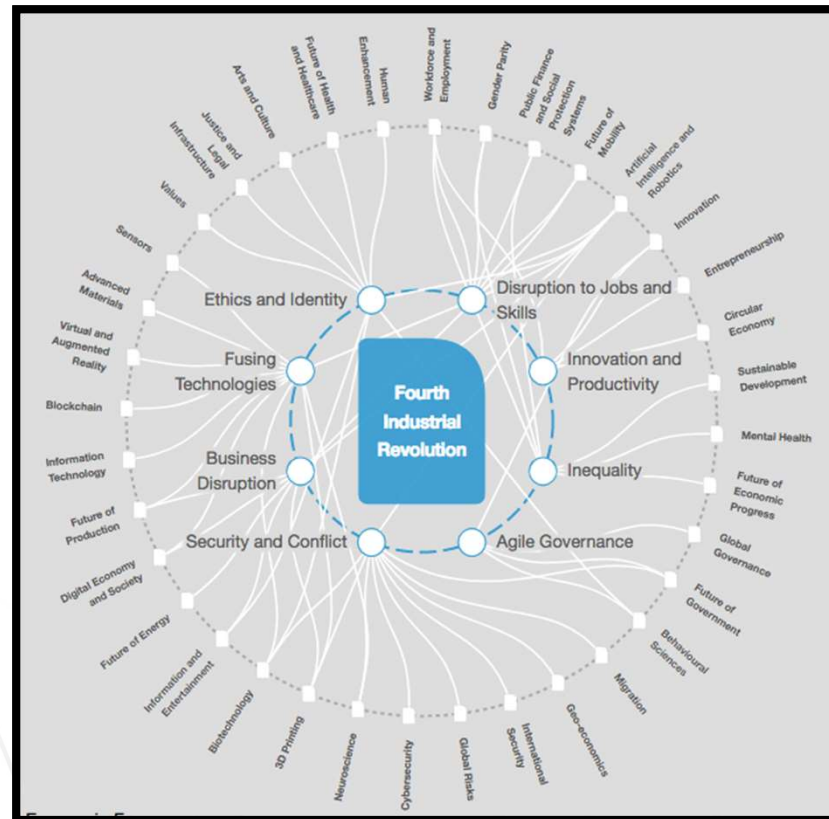 Fourth
Industrial
Revolution
Ethics and Identity
Disruption to Jobs and
Skills
Fusing
Technologies
Innovation and
Productivity
Business
Disruption
Inequality
Security and Conflict
Agile Governance
Workforce and
Employment
Gender Parity
Public Finance
and Social
Protection
Systems
Future of
Mobility
Artificial
Intelligence and
Robotics
Innovation
Entrepreneurship
Circular
Economy
Sustainable
Development
Mental Health
Future of
Economic
Progress
Global
Governance
Future of
Government
Behavioural
Sciences
Migration
Geo-economics
International
Security
Global Risks
Cybersecurity
Neuroscience
3D Printing
Biotechnology
Information and
Entertainment
Future of Energy
Digital Economy
and Society
Future of
Production
Information
Technology
Blockchain
Virtual and
Augmented
Reality
Advanced
Materials
Sensors
Values
Justice and
Legal
Infrastructure
Arts and Culture
Future of Health
and Healthcare
Human
Enhancement